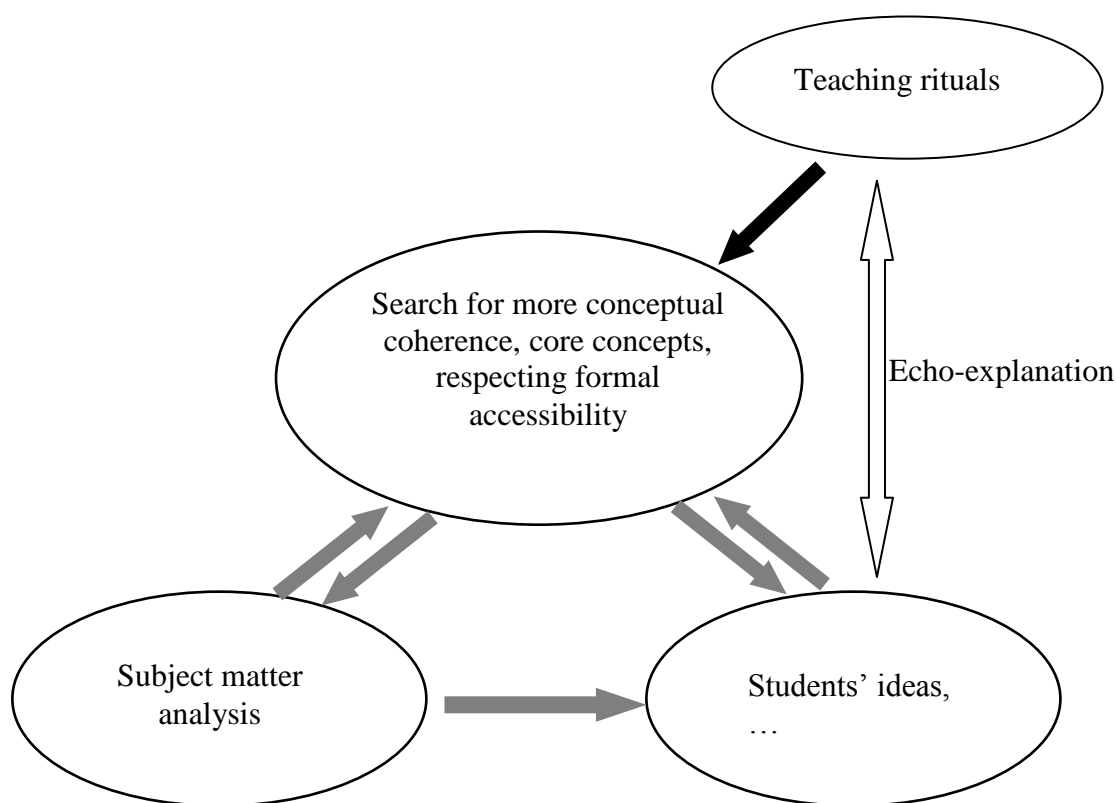 Teaching rituals
Search for more conceptual
coherence, core concepts,
respecting formal
accessibility
Echo-explanation
Subject matter
analysis
Students’ ideas,
…